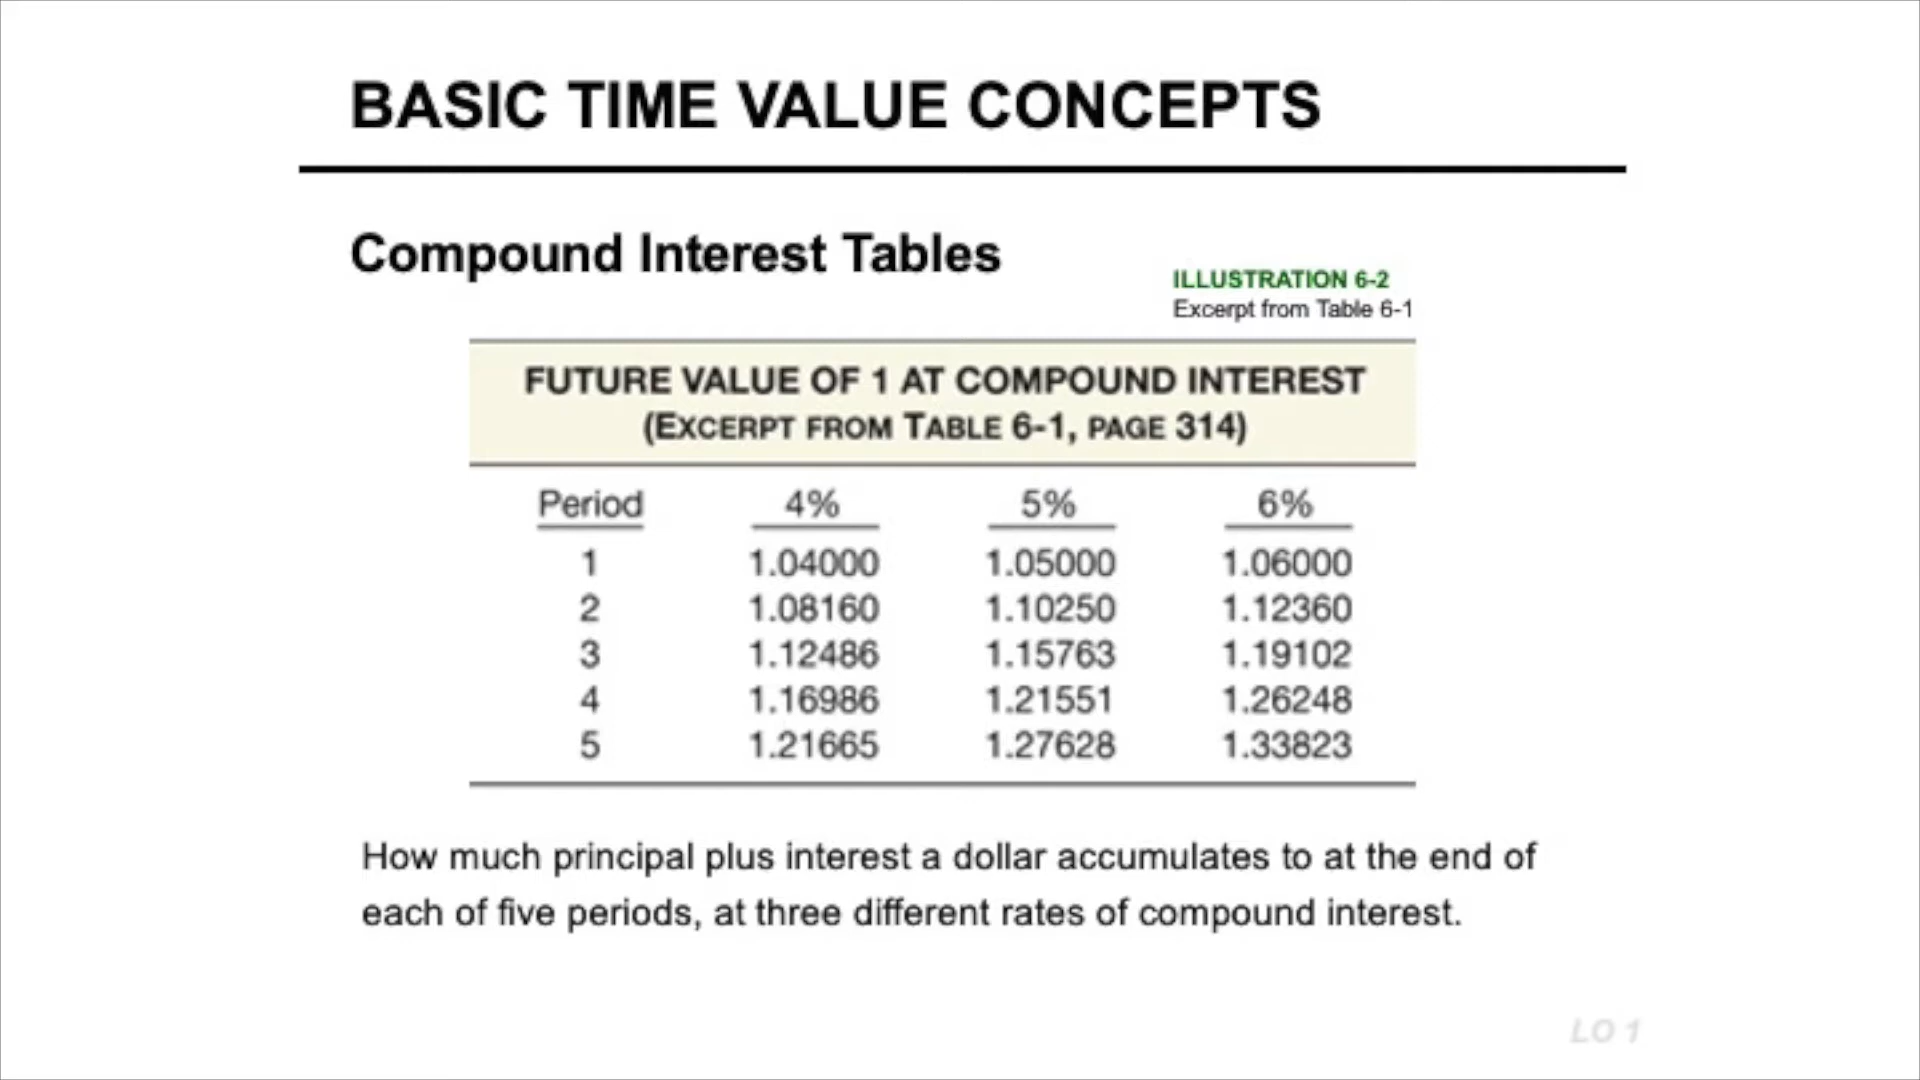 BASIC TIME VALUE CONCEPTS
Compound Interest Tables
ILLUSTRATION 6-2
Excerpt from Table 6-1
FUTURE VALUE OF 1 AT COMPOUND INTEREST
(EXCERPT FROM TABLE 6-1, PAGE 314)
Period 4% 5% 6%
1 1.04000 1.05000 1.06000
2 1.08160 1.10250 1.12360
3 1.12486 1.15763 1.19102
4 1.16986 1.21551 1.26248
5 1.21665 1.27628 1.33823
How much principal plus interest a dollar accumulates to at the end of
each of five periods, at three different rates of compound interest.
LO 1